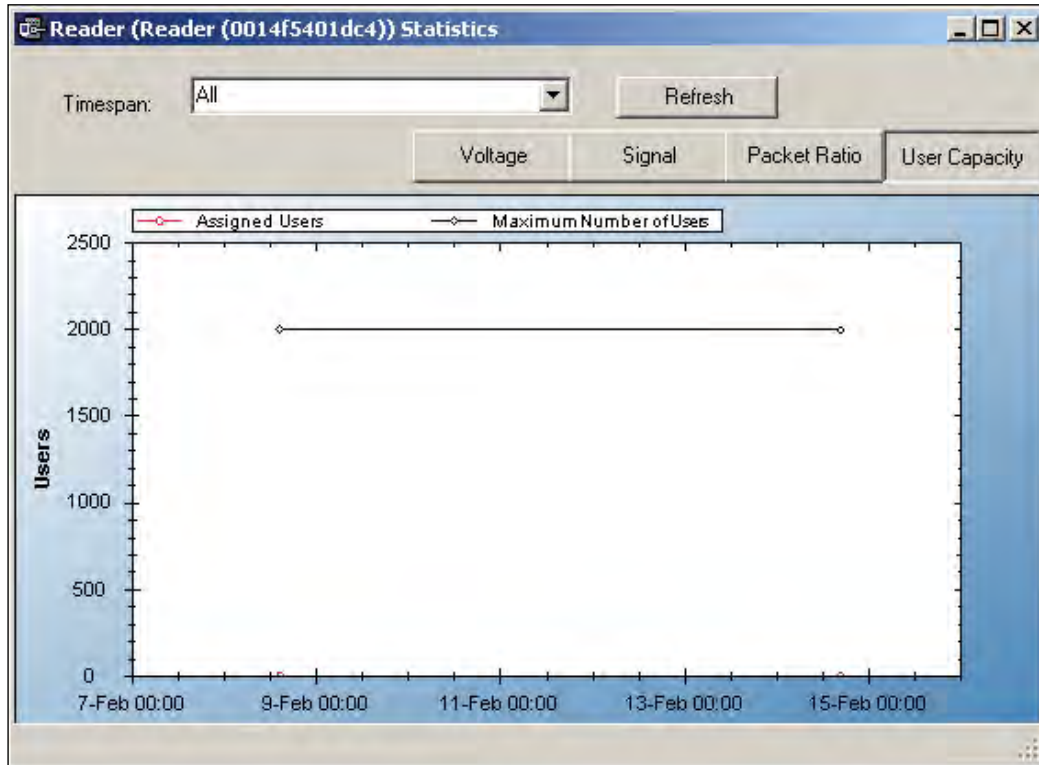 Reader (Reader (0014f5401dc4)) Statistics
Timespan:
All
Refresh
Voltage
Signal
Packet Ratio
User Capacity
Assigned Users
Maximum Number of Users
Users
2500
2000
1500
1000
500
0
7-Feb 00:00
9-Feb 00:00
11-Feb 00:00
13-Feb 00:00
15-Feb 00:00